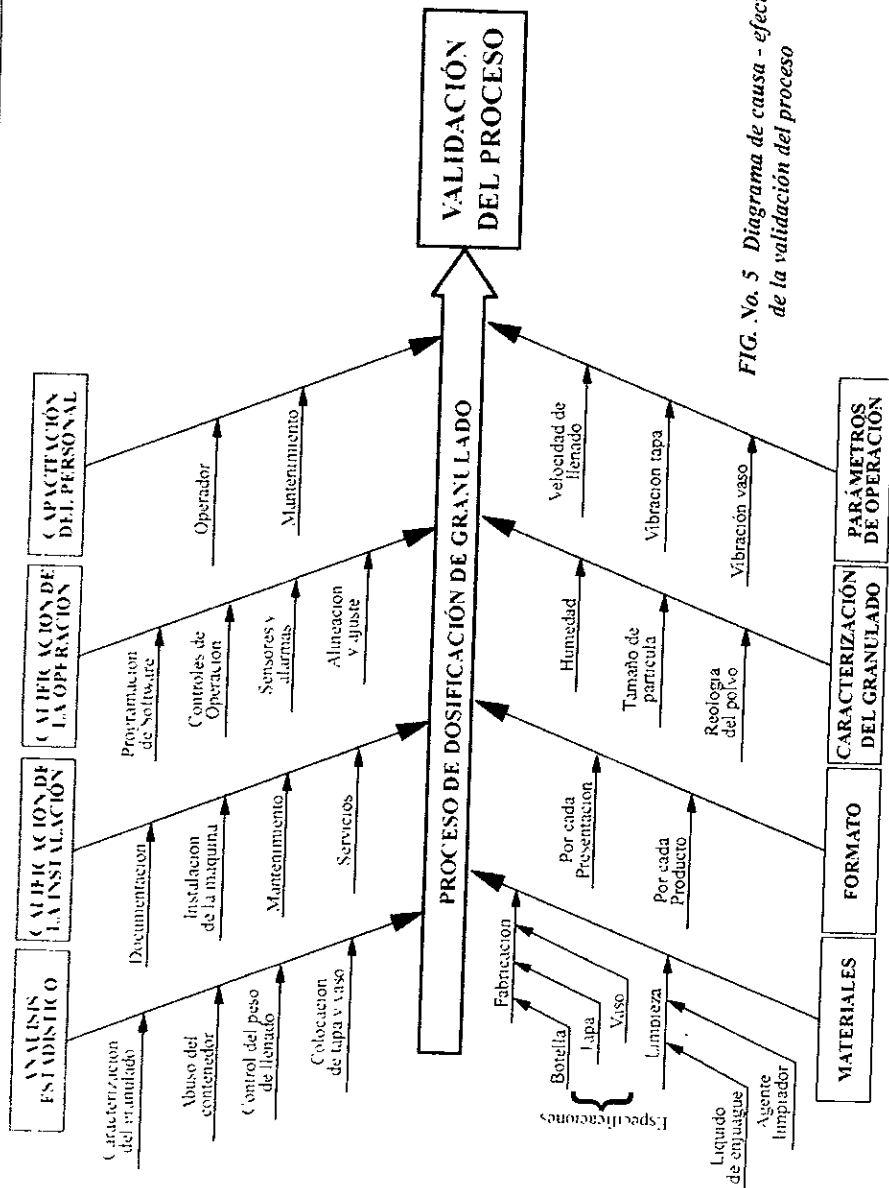 ANALISIS
ESTADISTICO
CALIFICACION DE
LA INSTALACIÓN
CALIFICACION DE
LA OPERACIÓN
CAPACITACIÓN
DEL PERSONAL
Caracterizacion
del granulado
Abuso del
contenedor
Control del peso
de llenado
Colocacion
de tapa y vaso
Documentacion
Instalacion
de la maquina
Mantenimiento
Servicios
Programacion
de Software
Controles de
Operacion
Sensores y
alarmas
Alineacion
y ajuste
Operador
Mantenimiento
PROCESO DE DOSIFICACIÓN DE GRANULADO
VALIDACIÓN
DEL PROCESO
Fabricacion
Botella
Tapa
Vaso
Especificaciones
Limpieza
Liquido
de enjuague
Agente
limpiador
Por cada
Presentacion
Por cada
Producto
Humedad
Tamaño de
particula
Reologia
del polvo
Velocidad de
llenado
Vibracion tapa
Vibración vaso
MATERIALES
FORMATO
CARACTERIZACIÓN
DEL GRANULADO
PARÁMETROS
DE OPERACIÓN
FIG. No. 5 Diagrama de causa - efec
de la validación del proceso